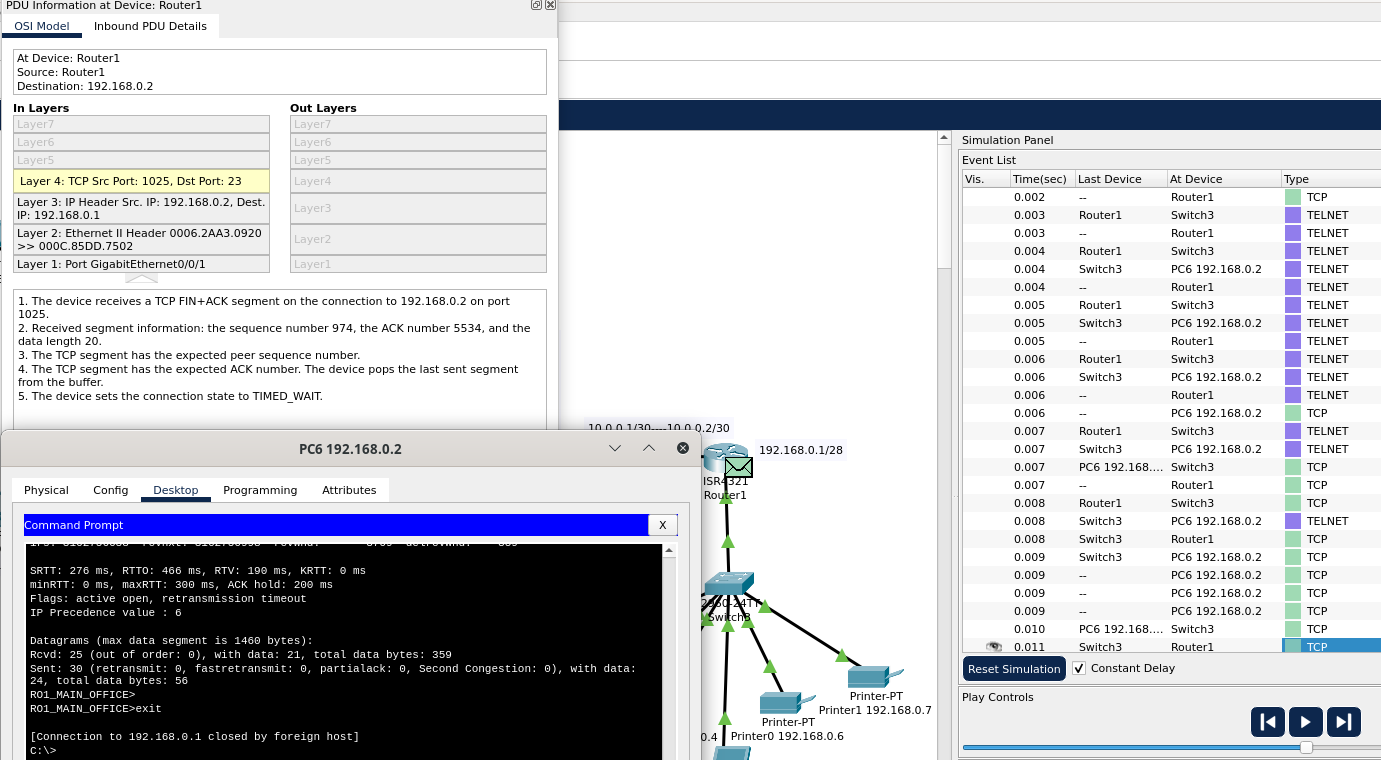 PDU Information at Device: Router1
OSI Model Inbound PDU Details
At Device: Router1
Source: Router1
Destination: 192.168.0.2
In Layers Out Layers
Layer7 Layer7
Layer6 Layer6
Layer5 Layer5
Layer 4: TCP Src Port: 1025, Dst Port: 23 Layer4
Layer 3: IP Header Src. IP: 192.168.0.2, Dest.
IP: 192.168.0.1
Layer3
Layer 2: Ethernet II Header 0006.2AA3.0920
>> 000C.85DD.7502
Layer2
Layer 1: Port GigabitEthernet0/0/1 Layer1
1. The device receives a TCP FIN+ACK segment on the connection to 192.168.0.2 on port
1025.
2. Received segment information: the sequence number 974, the ACK number 5534, and the
data length 20.
3. The TCP segment has the expected peer sequence number.
4. The TCP segment has the expected ACK number. The device pops the last sent segment
from the buffer.
5. The device sets the connection state to TIMED_WAIT.
PC6 192.168.0.2
Physical Config Desktop Programming Attributes
Command Prompt X
SRTT: 276 ms, RTTO: 466 ms, RTV: 190 ms, KRTT: 0 ms
minRTT: 0 ms, maxRTT: 300 ms, ACK hold: 200 ms
Flags: active open, retransmission timeout
IP Precedence value : 6
Datagrams (max data segment is 1460 bytes):
Rcvd: 25 (out of order: 0), with data: 21, total data bytes: 359
Sent: 30 (retransmit: 0, fastretransmit: 0, partialack: 0, Second Congestion: 0), with data:
24, total data bytes: 56
RO1_MAIN_OFFICE>
RO1_MAIN_OFFICE>exit
[Connection to 192.168.0.1 closed by foreign host]
C:\>
10.0.0.1/30----10.0.0.2/30
192.168.0.1/28
ISR4321
Router1
2960-24TT
Switch3
Printer-PT
Printer1 192.168.0.7
Printer-PT
Printer0 192.168.0.6
0.4
Simulation Panel
Event List
Vis. Time(sec) Last Device At Device Type
0.002 -- Router1 TCP
0.003 Router1 Switch3 TELNET
0.003 -- Router1 TELNET
0.004 Router1 Switch3 TELNET
0.004 Switch3 PC6 192.168.0.2 TELNET
0.004 -- Router1 TELNET
0.005 Router1 Switch3 TELNET
0.005 Switch3 PC6 192.168.0.2 TELNET
0.005 -- Router1 TELNET
0.006 Router1 Switch3 TELNET
0.006 Switch3 PC6 192.168.0.2 TELNET
0.006 -- Router1 TELNET
0.006 -- PC6 192.168.0.2 TCP
0.007 Router1 Switch3 TELNET
0.007 Switch3 PC6 192.168.0.2 TELNET
0.007 PC6 192.168.... Switch3 TCP
0.007 -- Router1 TCP
0.008 Router1 Switch3 TCP
0.008 Switch3 PC6 192.168.0.2 TELNET
0.008 Switch3 Router1 TCP
0.009 Switch3 PC6 192.168.0.2 TCP
0.009 -- PC6 192.168.0.2 TCP
0.009 -- PC6 192.168.0.2 TCP
0.009 -- PC6 192.168.0.2 TCP
0.010 PC6 192.168.... Switch3 TCP
0.011 Switch3 Router1 TCP
Reset Simulation Constant Delay
Play Controls